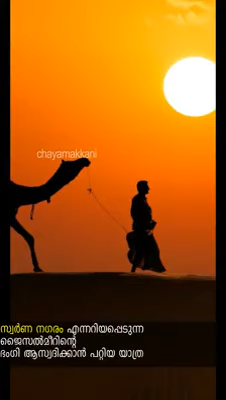 chayamakkani
സ്വർണ നഗരം എന്നറിയപ്പെടുന്ന
ജൈസൽമീറിന്റെ
ഭംഗി ആസ്വദിക്കാൻ പറ്റിയ യാത്ര